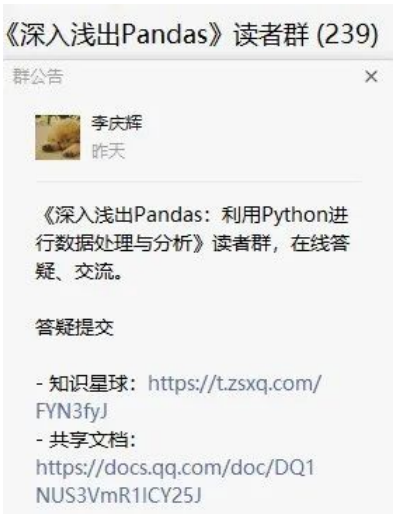 《深入浅出Pandas》读者群 (239)
群公告
李庆辉
昨天
《深入浅出Pandas：利用Python进
行数据处理与分析》读者群，在线答
疑、交流。
答疑提交
- 知识星球：https://t.zsxq.com/
FYN3fyJ
- 共享文档：
https://docs.qq.com/doc/DQ1
NUS3VmR1lCY25J